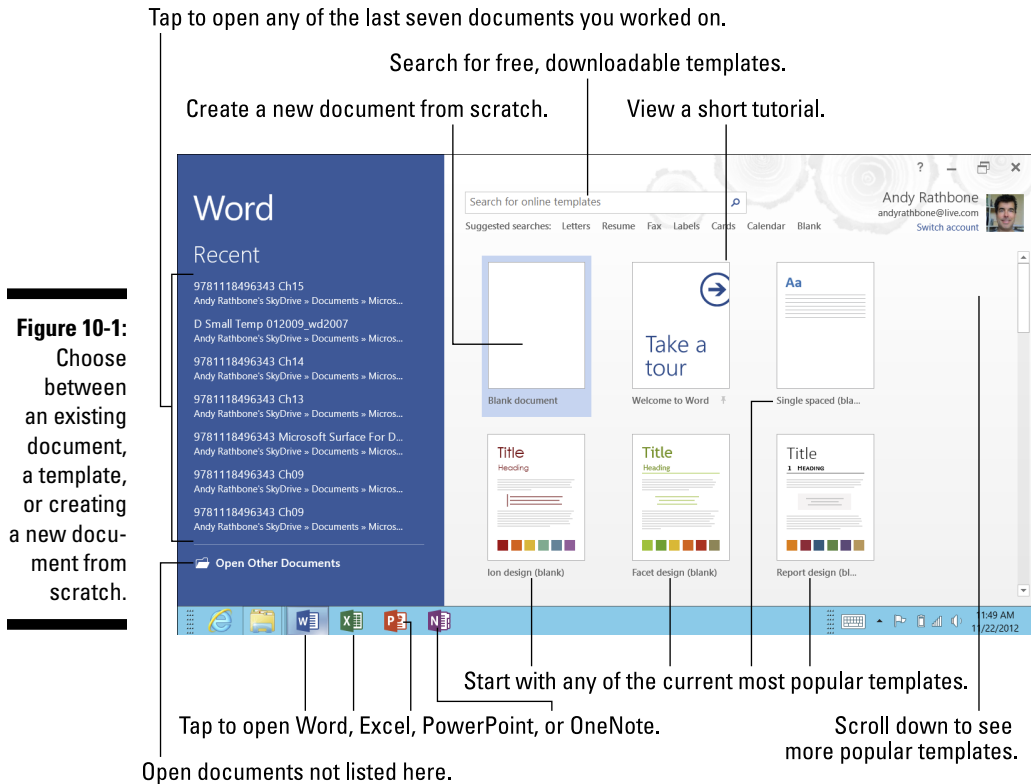 Tap to open any of the last seven documents you worked on.
Search for free, downloadable templates.
Create a new document from scratch.
View a short tutorial.
Word
Recent
9781118496343 Ch15
Andy Rathbone's SkyDrive » Documents » Micros...
D Small Temp 012009_wd2007
Andy Rathbone's SkyDrive » Documents » Micros...
9781118496343 Ch14
Andy Rathbone's SkyDrive » Documents » Micros...
9781118496343 Ch13
Andy Rathbone's SkyDrive » Documents » Micros...
9781118496343 Microsoft Surface For D...
Andy Rathbone's SkyDrive » Documents » Micros...
9781118496343 Ch09
Andy Rathbone's SkyDrive » Documents » Micros...
9781118496343 Ch09
Andy Rathbone's SkyDrive » Documents » Micros...
Open Other Documents
?
Search for online templates
Suggested searches: Letters Resume Fax Labels Cards Calendar Blank
Andy Rathbone
andyrathbone@live.com
Switch account
Take a
tour
Aa
Blank document
Welcome to Word
Single spaced (bla...
Title
Heading
Title
Heading
Title
1 HEADING
Ion design (blank)
Facet design (blank)
Report design (bl...
11:49 AM
11/22/2012
Figure 10-1:
Choose
between
an existing
document,
a template,
or creating
a new docu-
ment from
scratch.
Start with any of the current most popular templates.
Tap to open Word, Excel, PowerPoint, or OneNote.
Scroll down to see
more popular templates.
Open documents not listed here.